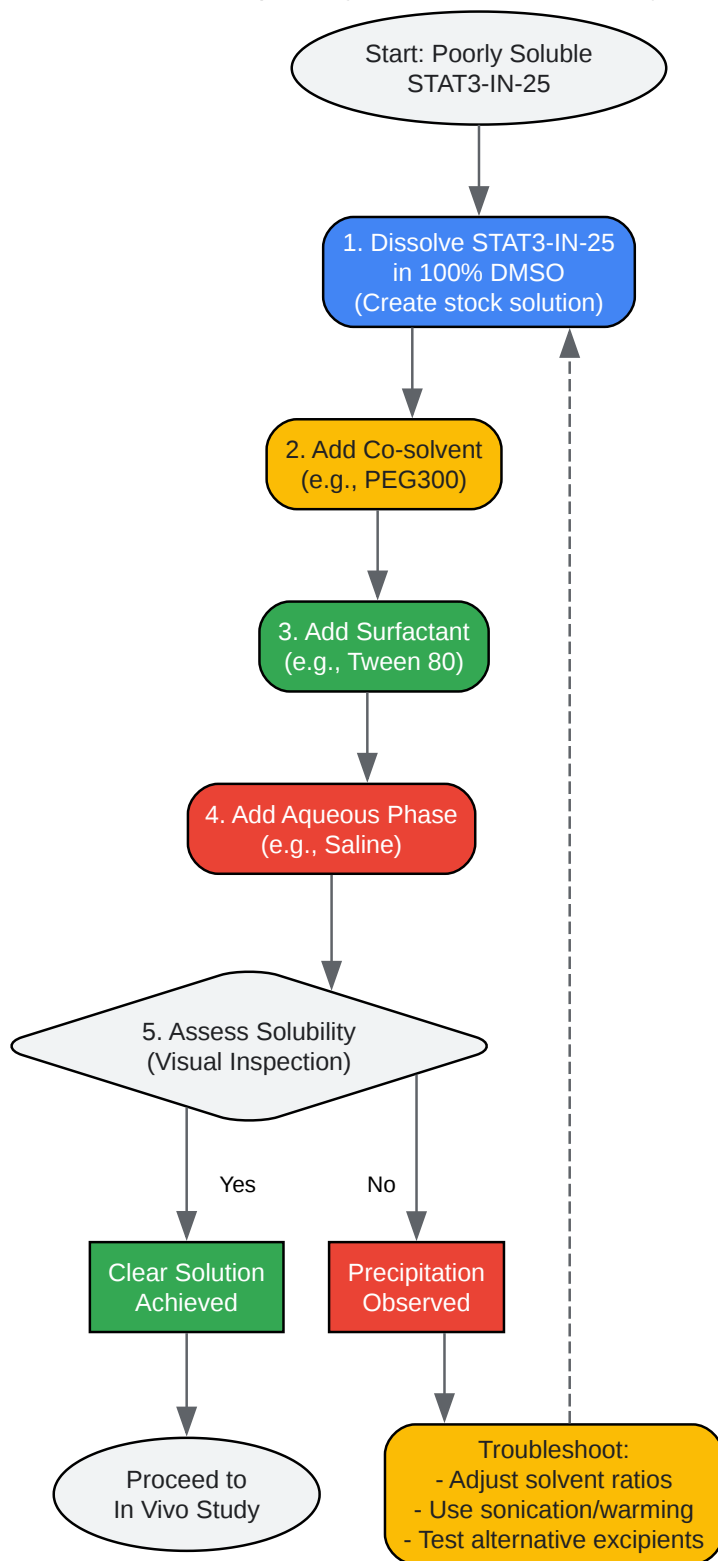 Start: Poorly Soluble
STAT3-IN-25
1. Dissolve STAT3-IN-25
in 100% DMSO
(Create stock solution)
2. Add Co-solvent
(e.g., PEG300)
3. Add Surfactant
(e.g., Tween 80)
4. Add Aqueous Phase
(e.g., Saline)
5. Assess Solubility
(Visual Inspection)
Yes
No
Clear Solution
Achieved
Precipitation
Observed
Proceed to
In Vivo Study
Troubleshoot:
- Adjust solvent ratios
- Use sonication/warming
- Test alternative excipients